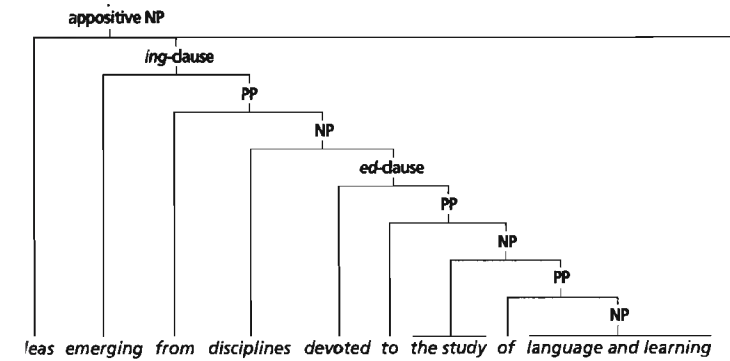 appositive NP
ing-clause
PP
NP
ed-clause
PP
NP
PP
NP
leas emerging from disciplines devoted to the study of language and learning